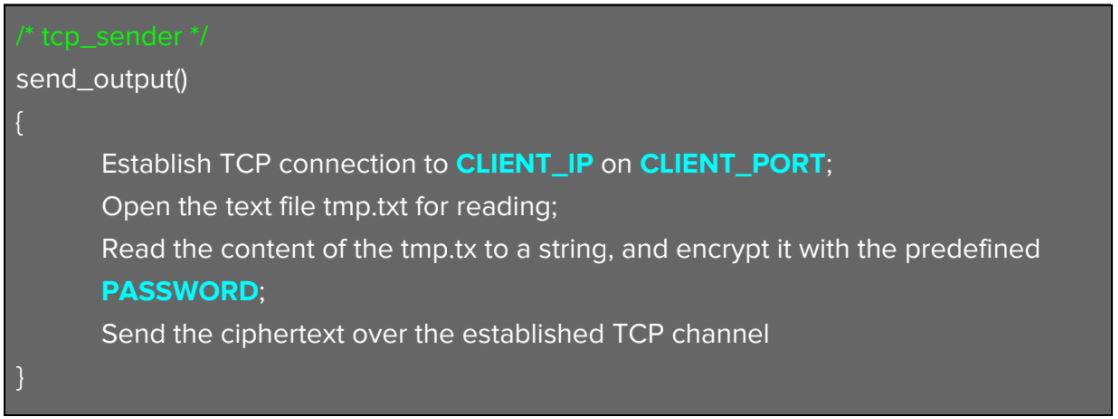 /* tcp_sender */
send_output()
{
Establish TCP connection to CLIENT_IP on CLIENT_PORT;
Open the text file tmp.txt for reading;
Read the content of the tmp.tx to a string, and encrypt it with the predefined
PASSWORD;
Send the ciphertext over the established TCP channel
}